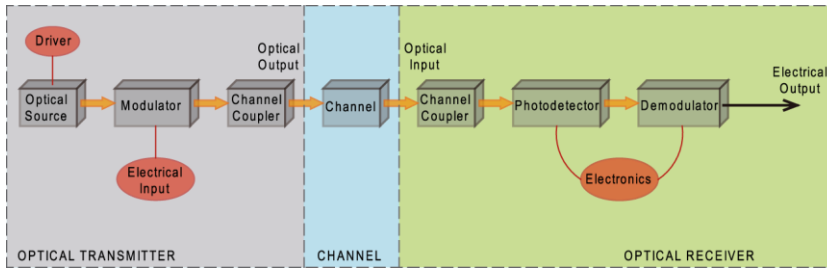 Driver
Optical
Output
Optical
Input
Electrical
Output
Optical
Source
Modulator
Channel
Coupler
Channel
Channel
Coupler
Photodetector
Demodulator
Electrical
Input
Electronics
OPTICAL TRANSMITTER
CHANNEL
OPTICAL RECEIVER